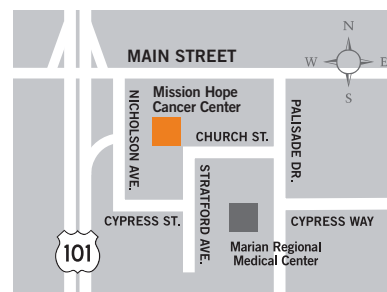 N
W E
S
MAIN STREET
Mission Hope
Cancer Center
NICHOLSON AVE.
CHURCH ST.
PALISADE DR.
STRATFORD AVE.
CYPRESS ST.
CYPRESS WAY
101
Marian Regional
Medical Center